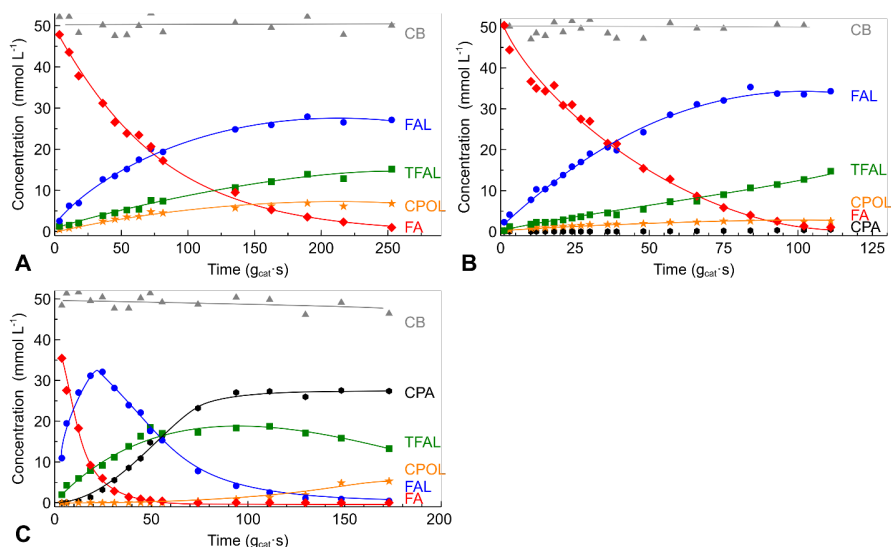 50
40
30
20
10
0
Concentration (mmol L⁻¹)
0 50 100 150 200 250
Time (g_cat·s)
CB
FAL
TFAL
CPOL
FA
A
50
40
30
20
10
0
Concentration (mmol L⁻¹)
0 25 50 75 100 125
Time (g_cat·s)
CB
FAL
TFAL
CPOL
FA
CPA
B
50
40
30
20
10
0
Concentration (mmol L⁻¹)
0 50 100 150 200
Time (g_cat·s)
CB
CPA
TFAL
CPOL
FAL
FA
C